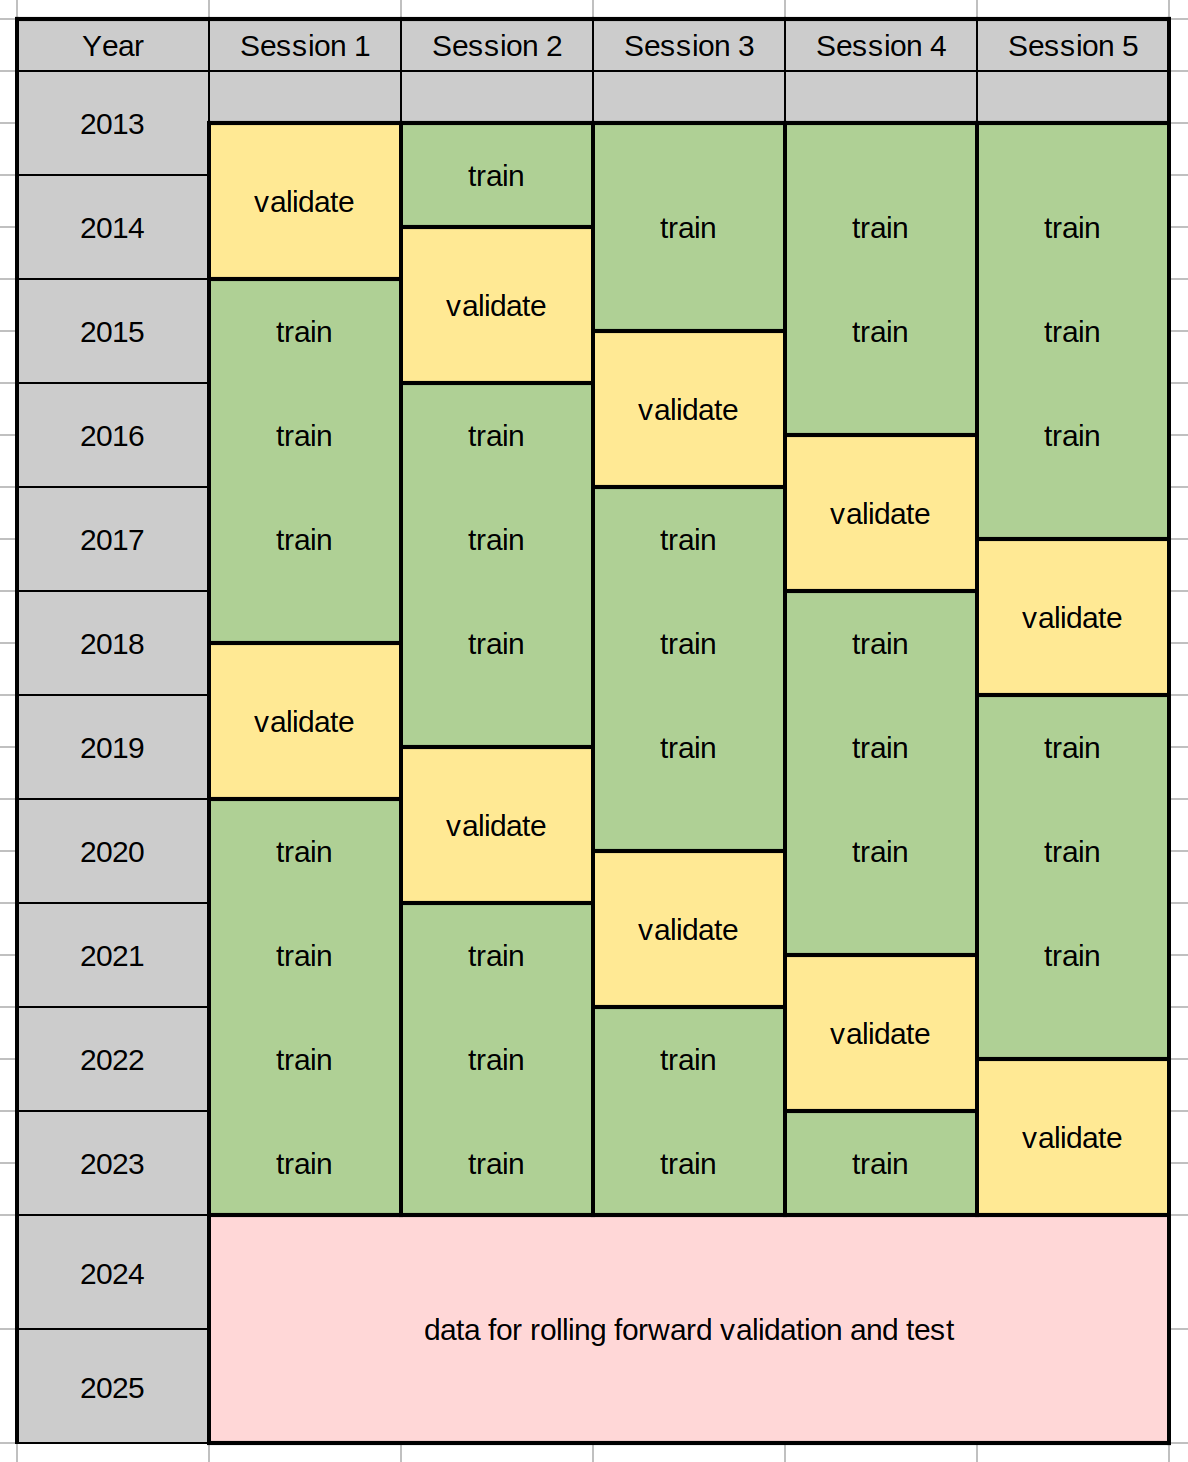 Year Session 1 Session 2 Session 3 Session 4 Session 5
2013
train
validate
2014 train train train
validate
2015 train train train
validate
2016 train train train
validate
2017 train train train
validate
2018 train train train
validate
2019 train train train
validate
2020 train train train
validate
2021 train train train
validate
2022 train train train
validate
2023 train train train train
2024
data for rolling forward validation and test
2025